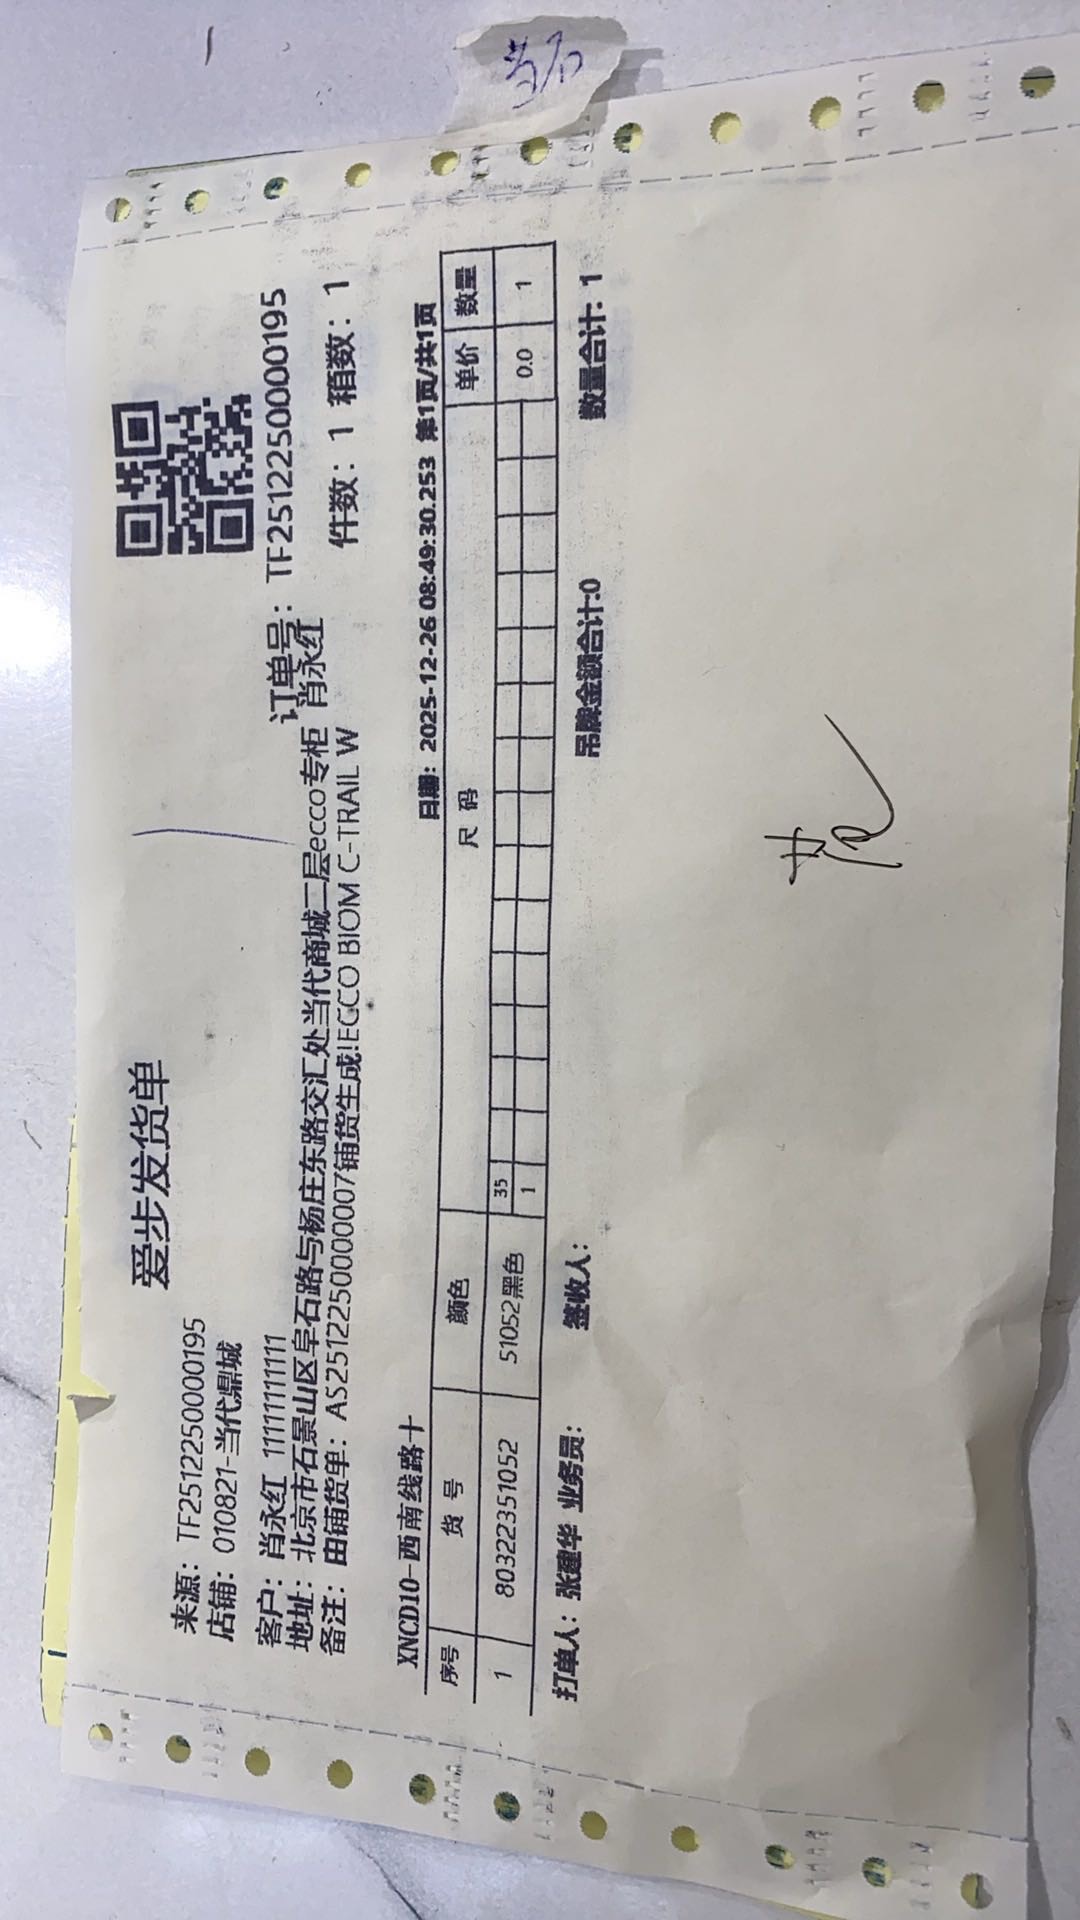 爱步发货单
来源：TF251225000195
店铺：010821-当代鼎城
订单号：TF251225000195
客户：肖永红 11111111111
地址：北京市石景山区阜石路与杨庄东路交汇处当代商城二层ecco专柜 肖永红
件数：1 箱数：1
备注：由铺货单：AS251225000007铺货生成!ECCO BIOM C-TRAIL W
XNCD10-西南线路十
日期：2025-12-26 08:49:30.253 第1页/共1页
序号 货号 颜色 尺码 单价 数量
35
1 80322351052 51052黑色 1 0.0 1
打单人：张建华 业务员： 签收人： 吊牌金额合计:0 数量合计：1